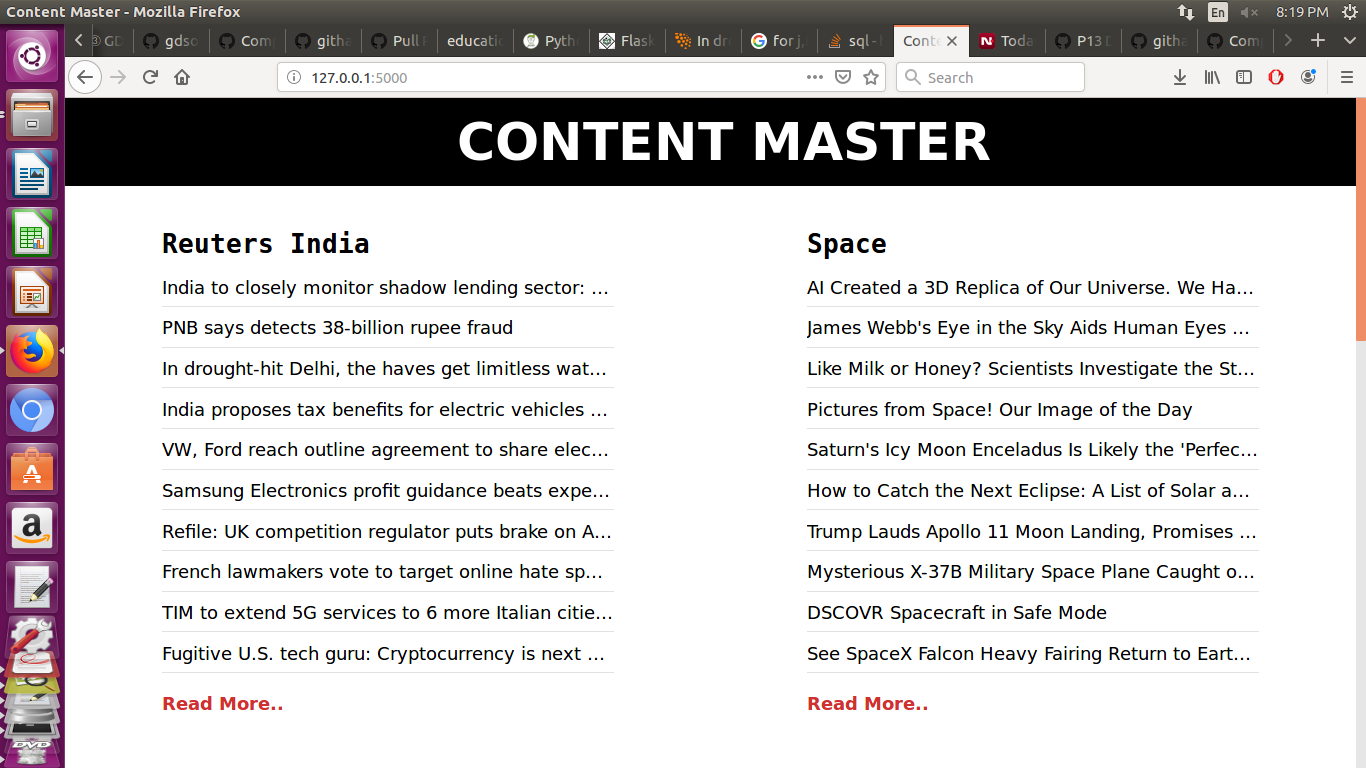 Content Master - Mozilla Firefox
En
8:19 PM
GD
gdso
Com
githa
Pull
educatio
Pyth
Flask
In dr
for j,
sql -
Conte
Toda
P13
githa
Com
127.0.0.1:5000
Search
CONTENT MASTER
Reuters India
India to closely monitor shadow lending sector: ...
PNB says detects 38-billion rupee fraud
In drought-hit Delhi, the haves get limitless wat...
India proposes tax benefits for electric vehicles ...
VW, Ford reach outline agreement to share elec...
Samsung Electronics profit guidance beats expe...
Refile: UK competition regulator puts brake on A...
French lawmakers vote to target online hate sp...
TIM to extend 5G services to 6 more Italian citie...
Fugitive U.S. tech guru: Cryptocurrency is next ...
Read More..
Space
AI Created a 3D Replica of Our Universe. We Ha...
James Webb's Eye in the Sky Aids Human Eyes ...
Like Milk or Honey? Scientists Investigate the St...
Pictures from Space! Our Image of the Day
Saturn's Icy Moon Enceladus Is Likely the 'Perfec...
How to Catch the Next Eclipse: A List of Solar a...
Trump Lauds Apollo 11 Moon Landing, Promises ...
Mysterious X-37B Military Space Plane Caught o...
DSCOVR Spacecraft in Safe Mode
See SpaceX Falcon Heavy Fairing Return to Eart...
Read More..
DVD